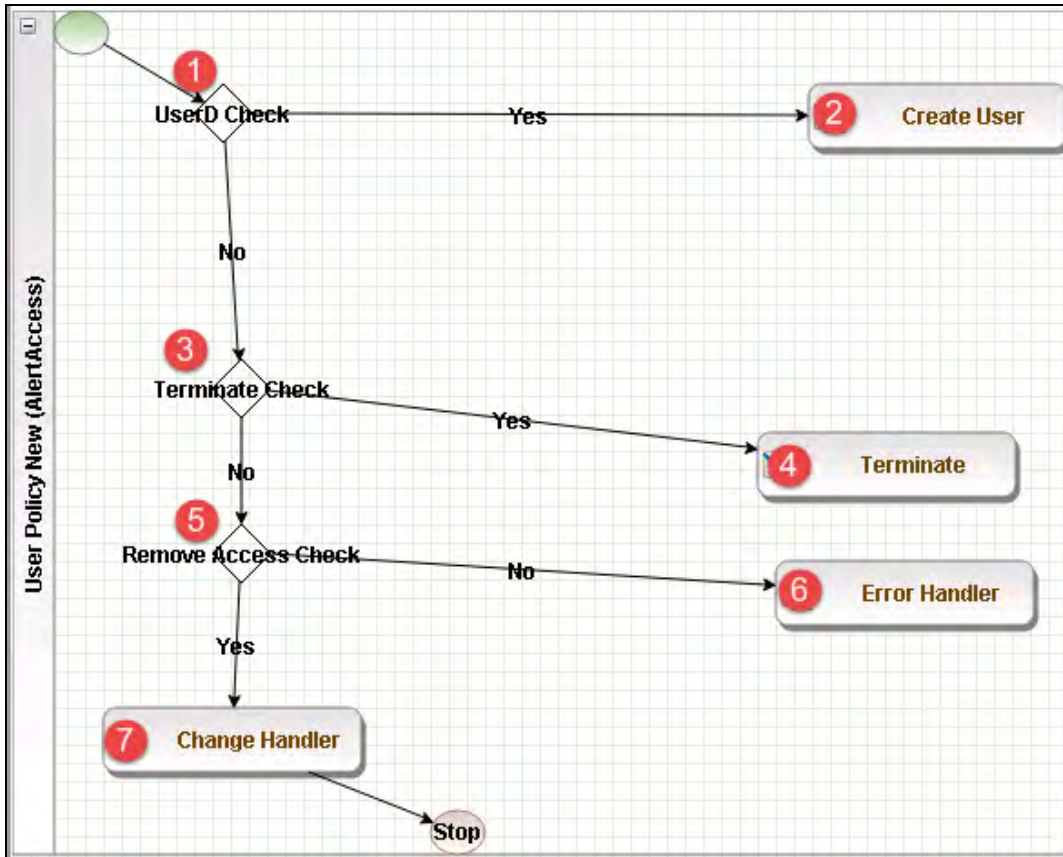 User Policy New (AlertAccess)
1
UserD Check
Yes
2
Create User
No
3
Terminate Check
Yes
4
Terminate
No
5
Remove Access Check
No
6
Error Handler
Yes
7
Change Handler
Stop